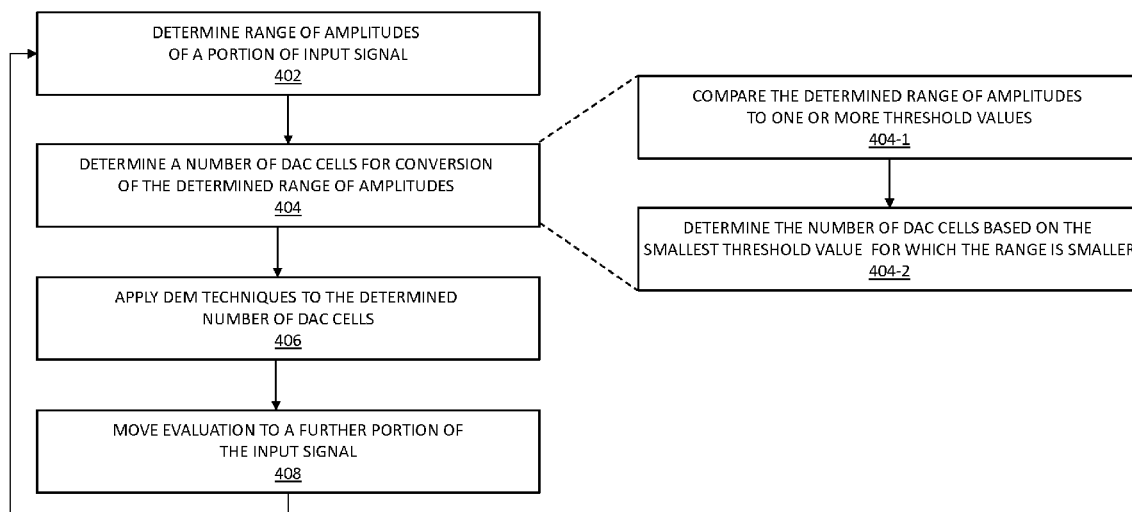 DETERMINE RANGE OF AMPLITUDES
OF A PORTION OF INPUT SIGNAL
402
DETERMINE A NUMBER OF DAC CELLS FOR CONVERSION
OF THE DETERMINED RANGE OF AMPLITUDES
404
APPLY DEM TECHNIQUES TO THE DETERMINED
NUMBER OF DAC CELLS
406
MOVE EVALUATION TO A FURTHER PORTION OF
THE INPUT SIGNAL
408
COMPARE THE DETERMINED RANGE OF AMPLITUDES
TO ONE OR MORE THRESHOLD VALUES
404-1
DETERMINE THE NUMBER OF DAC CELLS BASED ON THE
SMALLEST THRESHOLD VALUE FOR WHICH THE RANGE IS SMALLER
404-2